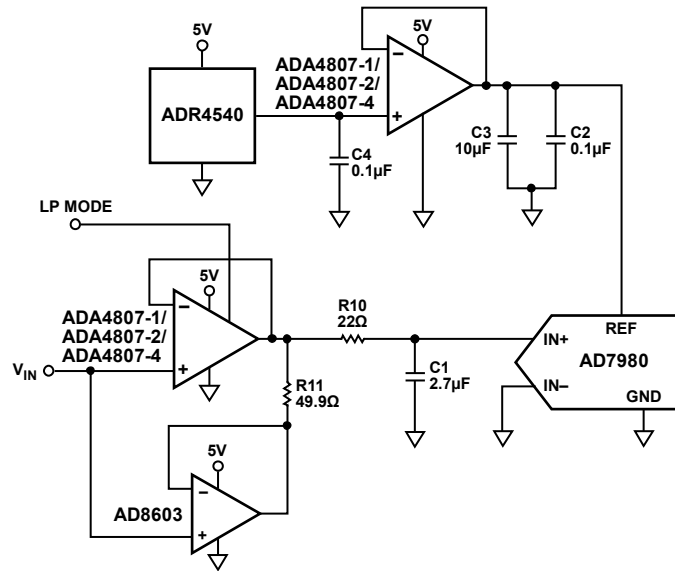 5V
ADR4540
ADA4807-1/
ADA4807-2/
ADA4807-4
5V
−
+
C4
0.1µF
C3
10µF
C2
0.1µF
LP MODE
5V
ADA4807-1/
ADA4807-2/
ADA4807-4
−
+
VIN
R10
22Ω
R11
49.9Ω
C1
2.7µF
REF
IN+
AD7980
IN−
GND
5V
−
+
AD8603